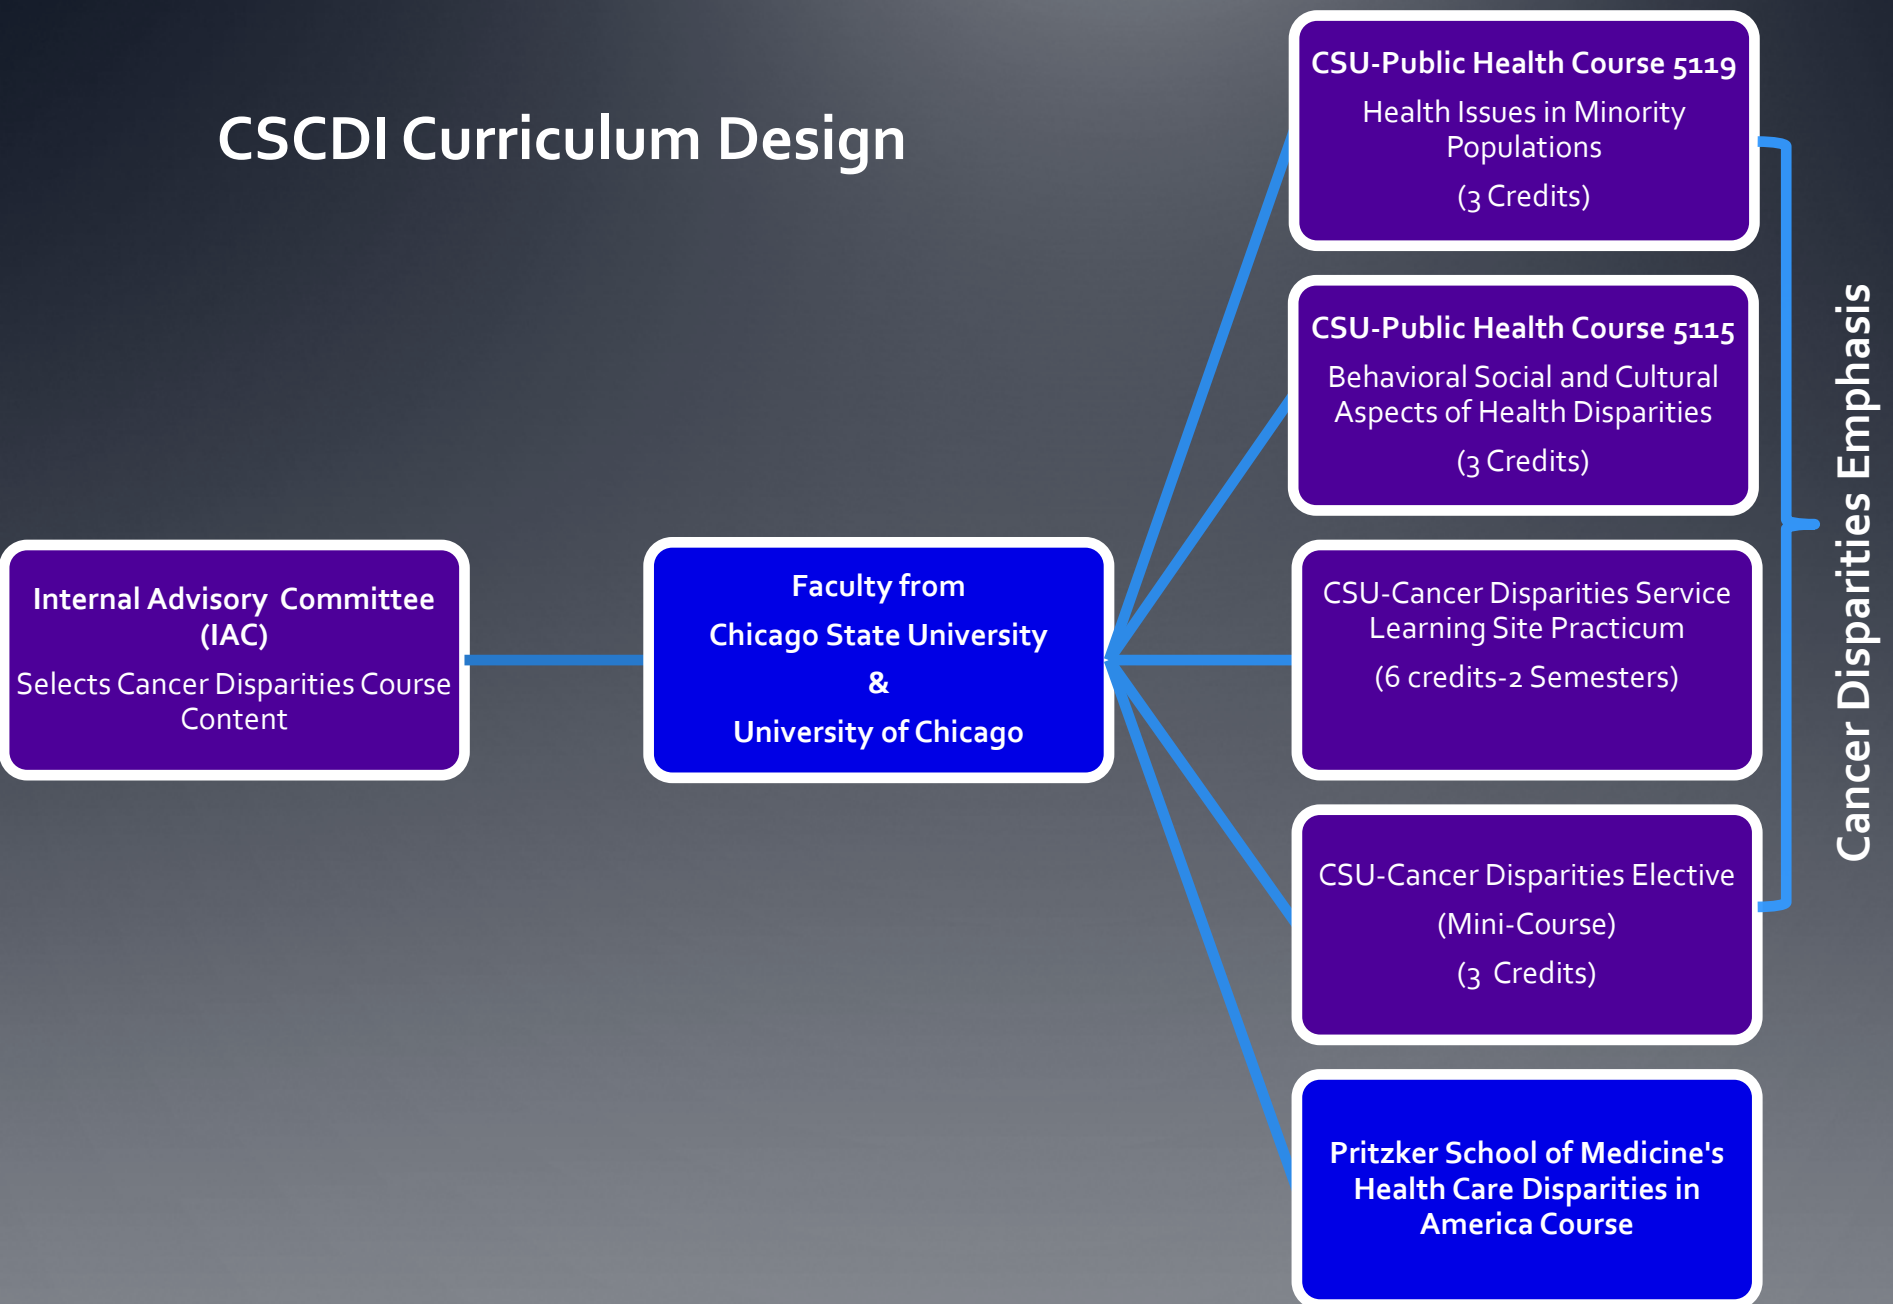 CSCDI Curriculum Design
Internal Advisory Committee
(IAC)
Selects Cancer Disparities Course
Content
Faculty from
Chicago State University
&
University of Chicago
CSU-Public Health Course 5119
Health Issues in Minority
Populations
(3 Credits)
CSU-Public Health Course 5115
Behavioral Social and Cultural
Aspects of Health Disparities
(3 Credits)
CSU-Cancer Disparities Service
Learning Site Practicum
(6 credits-2 Semesters)
CSU-Cancer Disparities Elective
(Mini-Course)
(3 Credits)
Pritzker School of Medicine's
Health Care Disparities in
America Course
Cancer Disparities Emphasis